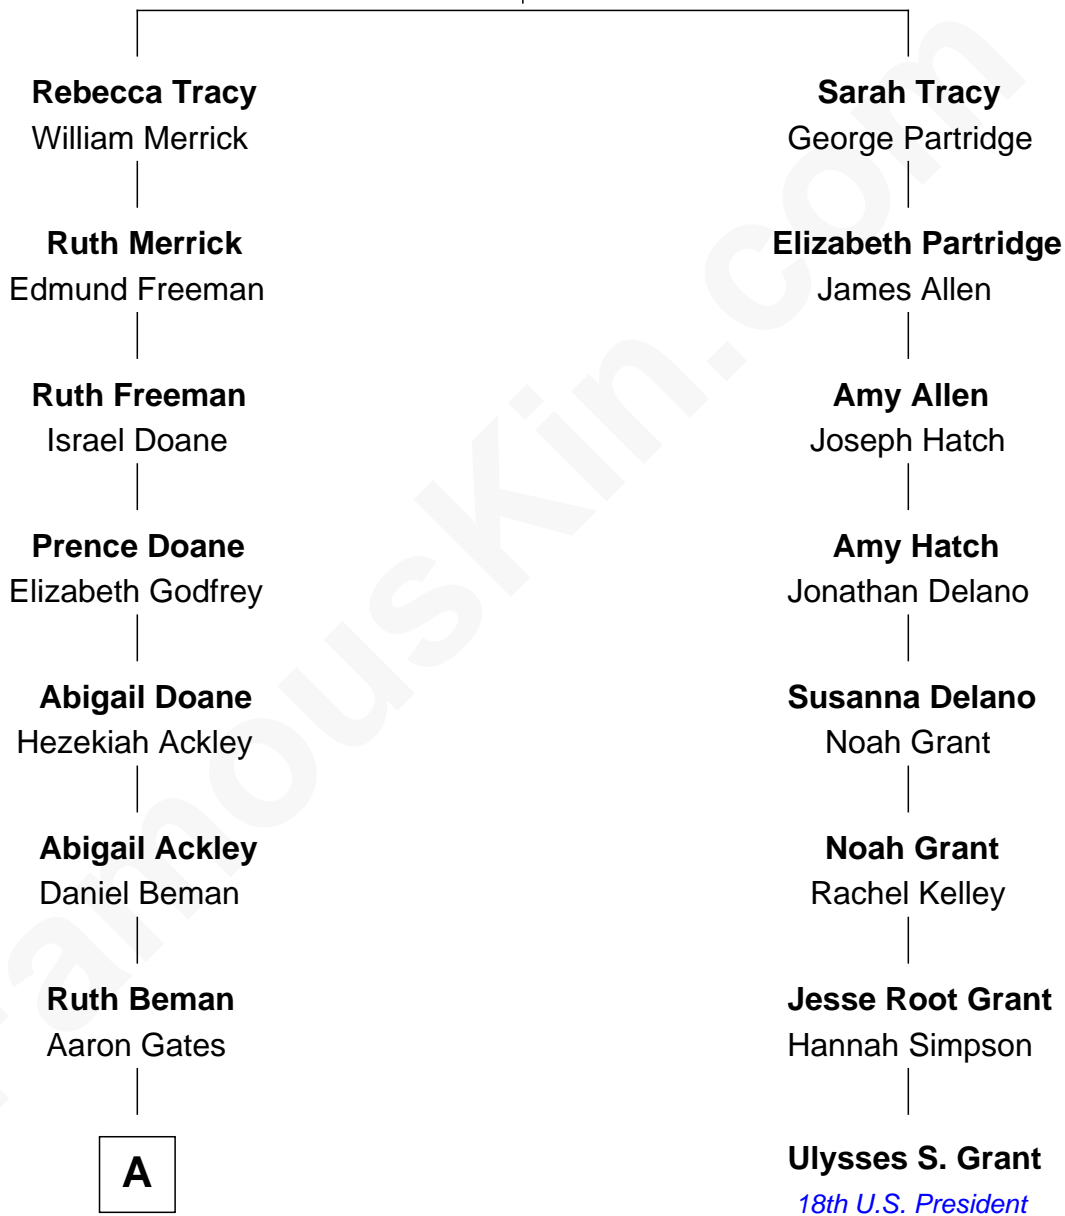 Rebecca Tracy
William Merrick
Sarah Tracy
George Partridge
Ruth Merrick
Edmund Freeman
Elizabeth Partridge
James Allen
Ruth Freeman
Israel Doane
Amy Allen
Joseph Hatch
Prence Doane
Elizabeth Godfrey
Amy Hatch
Jonathan Delano
Abigail Doane
Hezekiah Ackley
Susanna Delano
Noah Grant
Abigail Ackley
Daniel Beman
Noah Grant
Rachel Kelley
Ruth Beman
Aaron Gates
Jesse Root Grant
Hannah Simpson
A
Ulysses S. Grant
18th U.S. President
FamousKin.com